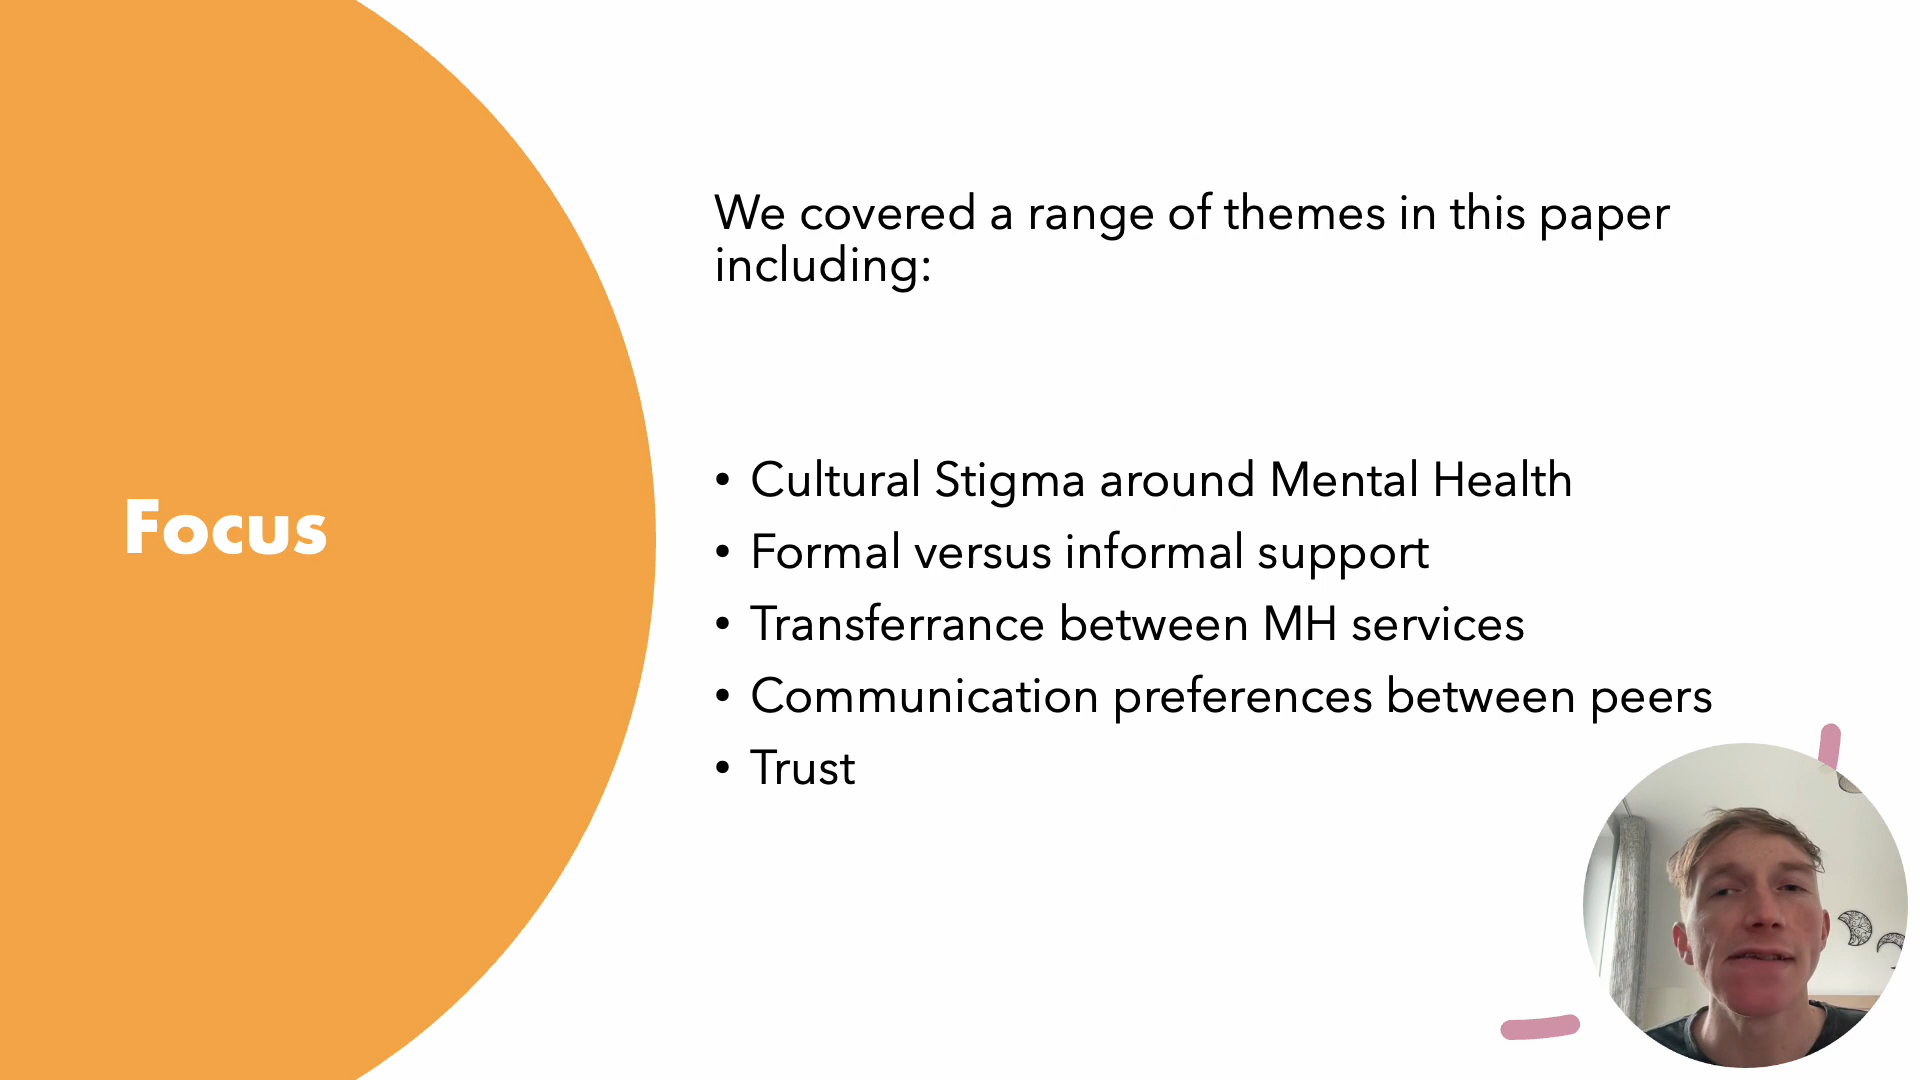 Focus
We covered a range of themes in this paper
including:
• Cultural Stigma around Mental Health
• Formal versus informal support
• Transferrance between MH services
• Communication preferences between peers
• Trust